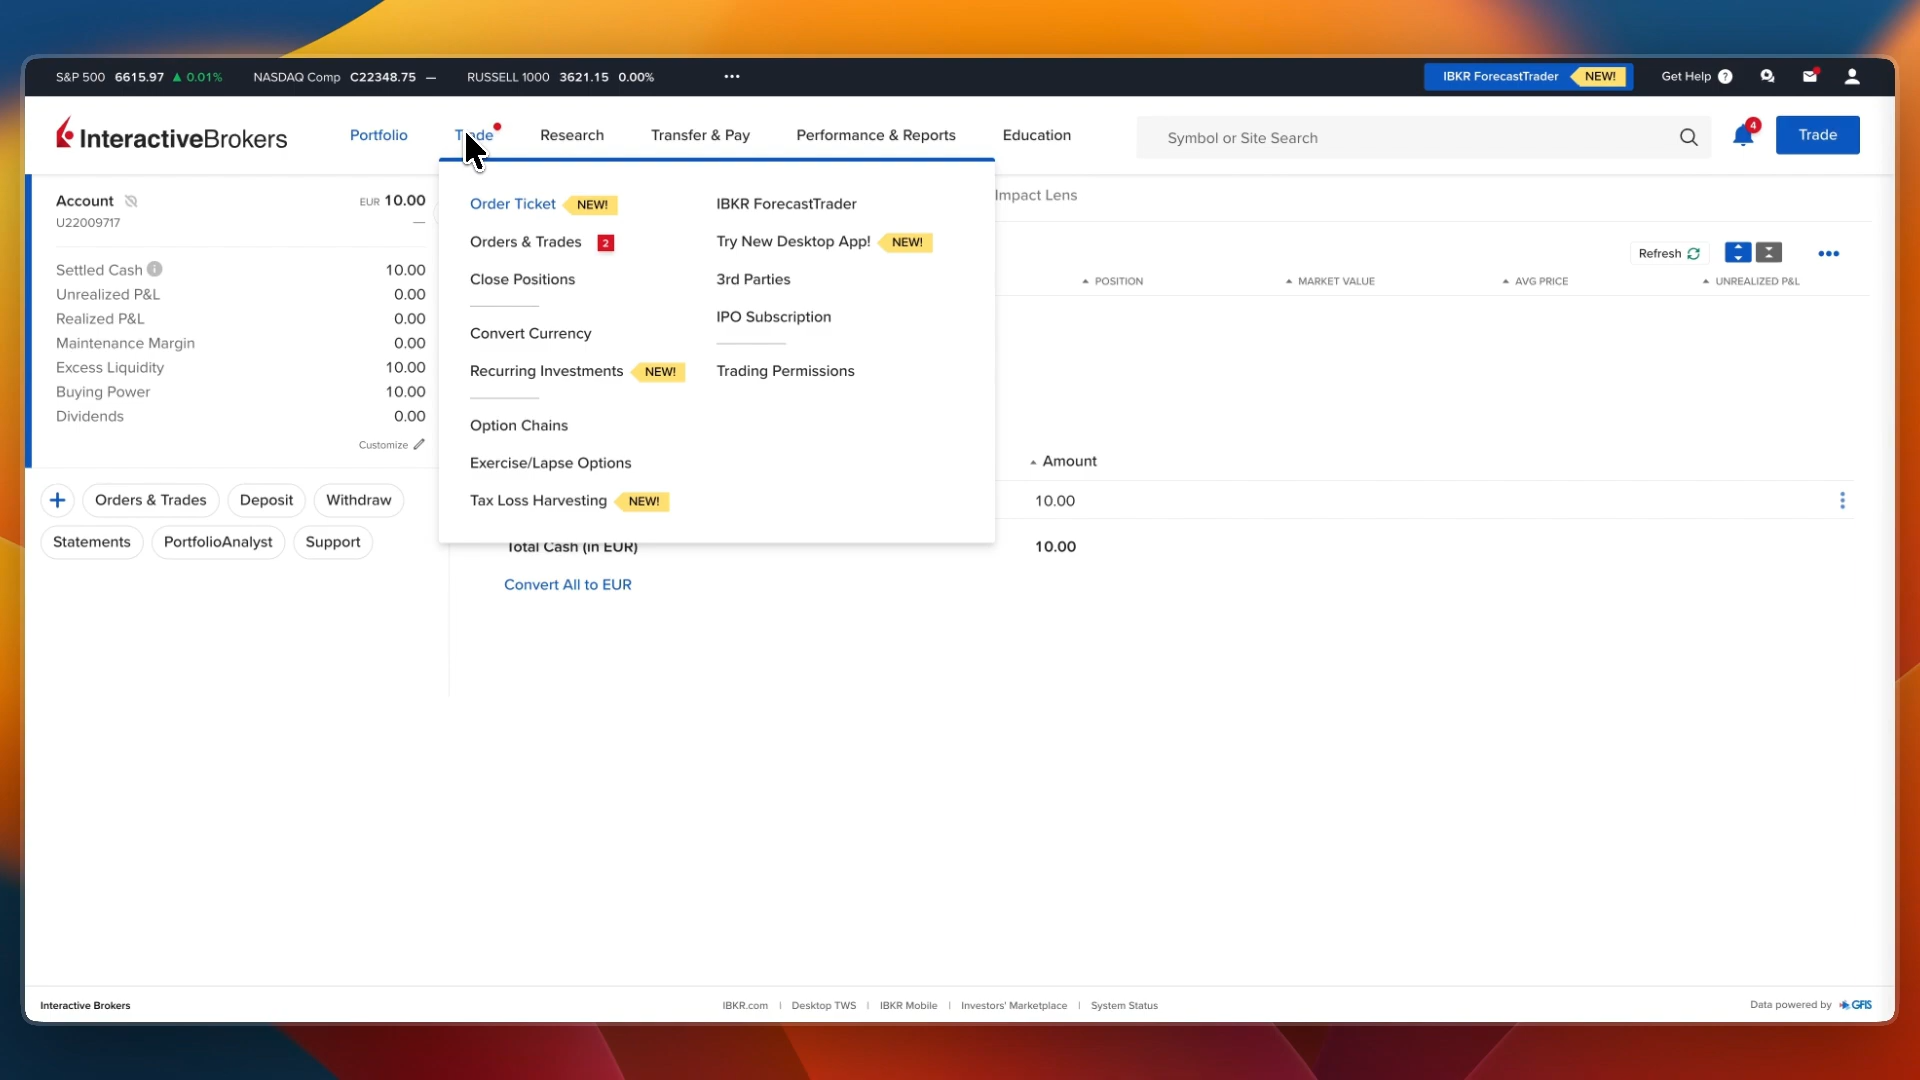 S&P 500 6615.97 ▲ 0.01% NASDAQ Comp C22348.75 — RUSSELL 1000 3621.15 0.00% •••
IBKR ForecastTrader NEW! Get Help ?
InteractiveBrokers
Portfolio Trade Research Transfer & Pay Performance & Reports Education
Symbol or Site Search
4
Trade
Account EUR 10.00
U22009717 —
Settled Cash 10.00
Unrealized P&L 0.00
Realized P&L 0.00
Maintenance Margin 0.00
Excess Liquidity 10.00
Buying Power 10.00
Dividends 0.00
Customize
Orders & Trades Deposit Withdraw
Statements PortfolioAnalyst Support
Order Ticket NEW!
Orders & Trades 2
Close Positions
Convert Currency
Recurring Investments NEW!
Option Chains
Exercise/Lapse Options
Tax Loss Harvesting NEW!
IBKR ForecastTrader
Try New Desktop App! NEW!
3rd Parties
IPO Subscription
Trading Permissions
Impact Lens
Refresh
POSITION MARKET VALUE AVG PRICE UNREALIZED P&L
Amount
10.00
Total Cash (in EUR) 10.00
Convert All to EUR
Interactive Brokers
IBKR.com | Desktop TWS | IBKR Mobile | Investors' Marketplace | System Status
Data powered by GFIS